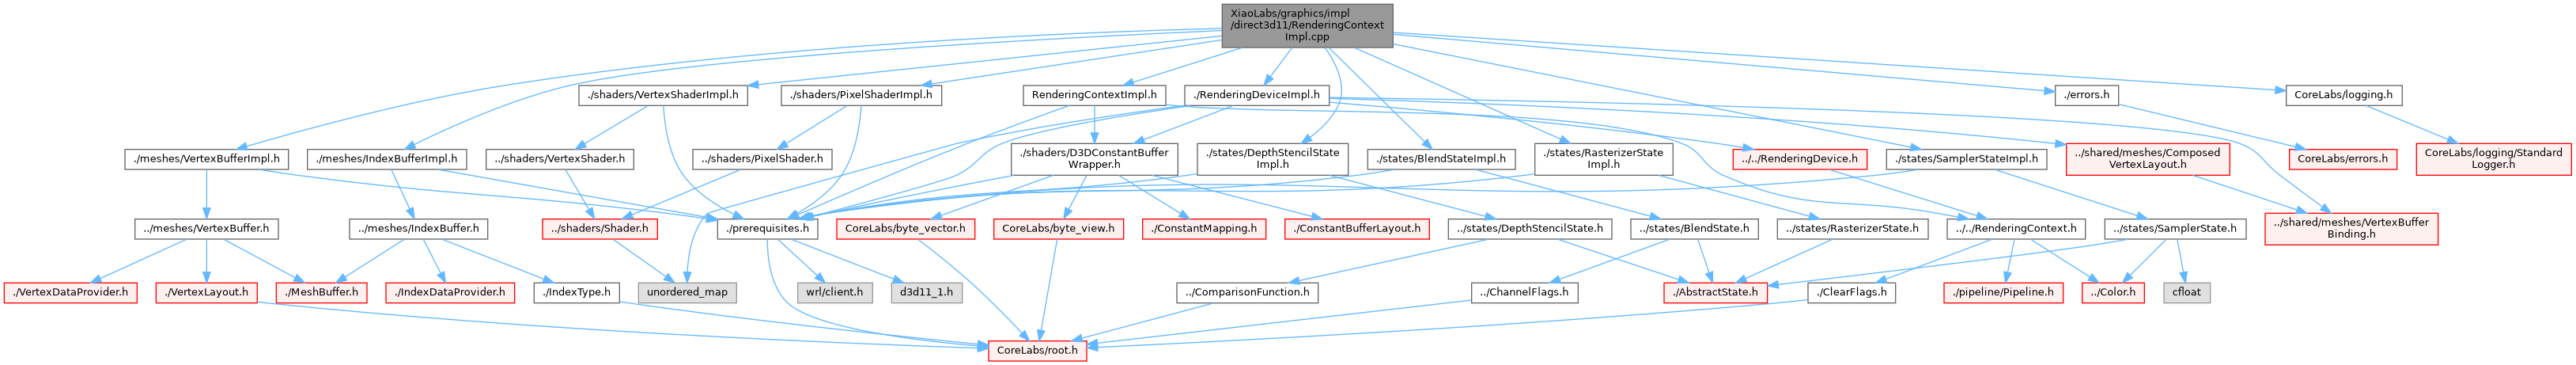 XiaoLabs/graphics/impl
/direct3d11/RenderingContext
Impl.cpp
./shaders/VertexShaderImpl.h
./shaders/PixelShaderImpl.h
RenderingContextImpl.h
./RenderingDeviceImpl.h
./errors.h
CoreLabs/logging.h
./meshes/VertexBufferImpl.h
./meshes/IndexBufferImpl.h
../shaders/VertexShader.h
../shaders/PixelShader.h
./shaders/D3DConstantBuffer
Wrapper.h
./states/DepthStencilState
Impl.h
./states/BlendStateImpl.h
./states/RasterizerState
Impl.h
../../RenderingDevice.h
./states/SamplerStateImpl.h
../shared/meshes/Composed
VertexLayout.h
CoreLabs/errors.h
CoreLabs/logging/Standard
Logger.h
../meshes/VertexBuffer.h
../meshes/IndexBuffer.h
../shaders/Shader.h
./prerequisites.h
CoreLabs/byte_vector.h
CoreLabs/byte_view.h
./ConstantMapping.h
./ConstantBufferLayout.h
../states/DepthStencilState.h
../states/BlendState.h
../states/RasterizerState.h
../../RenderingContext.h
../states/SamplerState.h
../shared/meshes/VertexBuffer
Binding.h
./VertexDataProvider.h
./VertexLayout.h
./MeshBuffer.h
./IndexDataProvider.h
./IndexType.h
unordered_map
wrl/client.h
d3d11_1.h
../ComparisonFunction.h
../ChannelFlags.h
./AbstractState.h
./ClearFlags.h
./pipeline/Pipeline.h
../Color.h
cfloat
CoreLabs/root.h